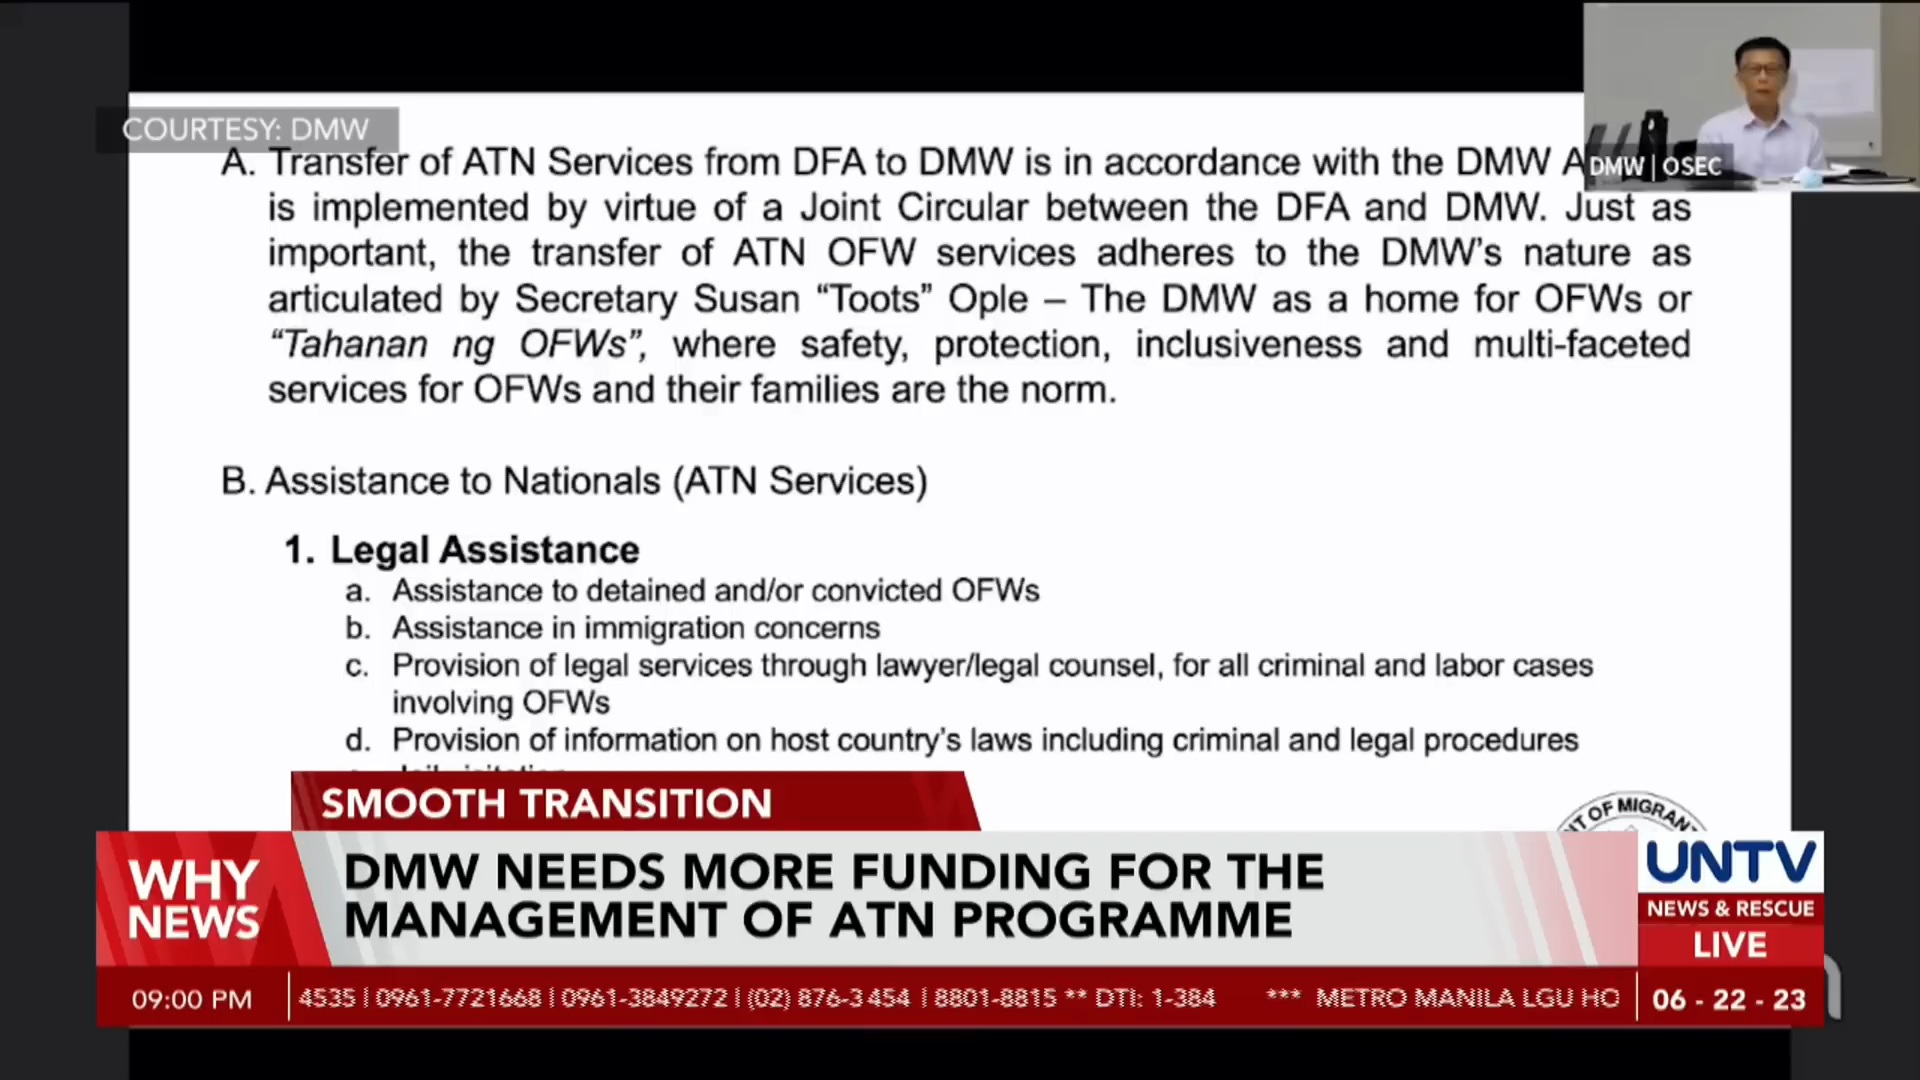 COURTESY: DMW
A. Transfer of ATN Services from DFA to DMW is in accordance with the DMW
DMW | OSEC
is implemented by virtue of a Joint Circular between the DFA and DMW. Just as
important, the transfer of ATN OFW services adheres to the DMW's nature as
articulated by Secretary Susan “Toots” Ople – The DMW as a home for OFWs or
“Tahanan ng OFWs”, where safety, protection, inclusiveness and multi-faceted
services for OFWs and their families are the norm.
B. Assistance to Nationals (ATN Services)
1. Legal Assistance
a. Assistance to detained and/or convicted OFWs
b. Assistance in immigration concerns
c. Provision of legal services through lawyer/legal counsel, for all criminal and labor cases
involving OFWs
d. Provision of information on host country's laws including criminal and legal procedures
OF MIGRANT
SMOOTH TRANSITION
WHY
NEWS
DMW NEEDS MORE FUNDING FOR THE
MANAGEMENT OF ATN PROGRAMME
UNTV
NEWS & RESCUE
LIVE
09:00 PM
4535 | 0961-7721668 | 0961-3849272 | (02) 876-3454 | 8801-8815 ** DTI: 1-384 *** METRO MANILA LGU HO
06 - 22 - 23